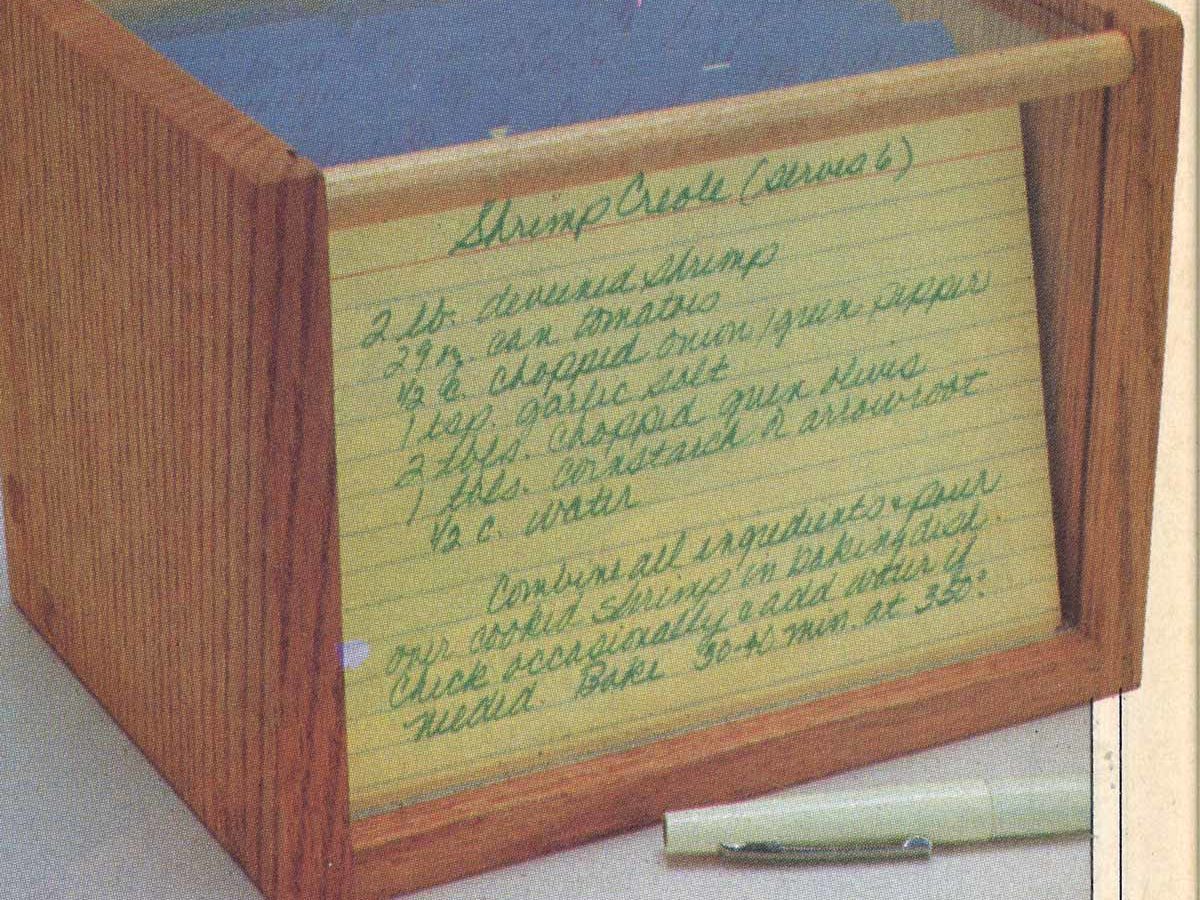 Shrimp Creole (serves 6)
2 lb. deveined shrimp
29 oz. can tomatoes
½ c. chopped onion / green pepper
1 tsp. garlic salt
2 tbls. chopped green olives
1 tbls. cornstarch or arrowroot
½ c. water
Combine all ingredients & pour
over cooked shrimp in baking dish.
Check occasionally & add water if
needed. Bake 30-40 min. at 350°.